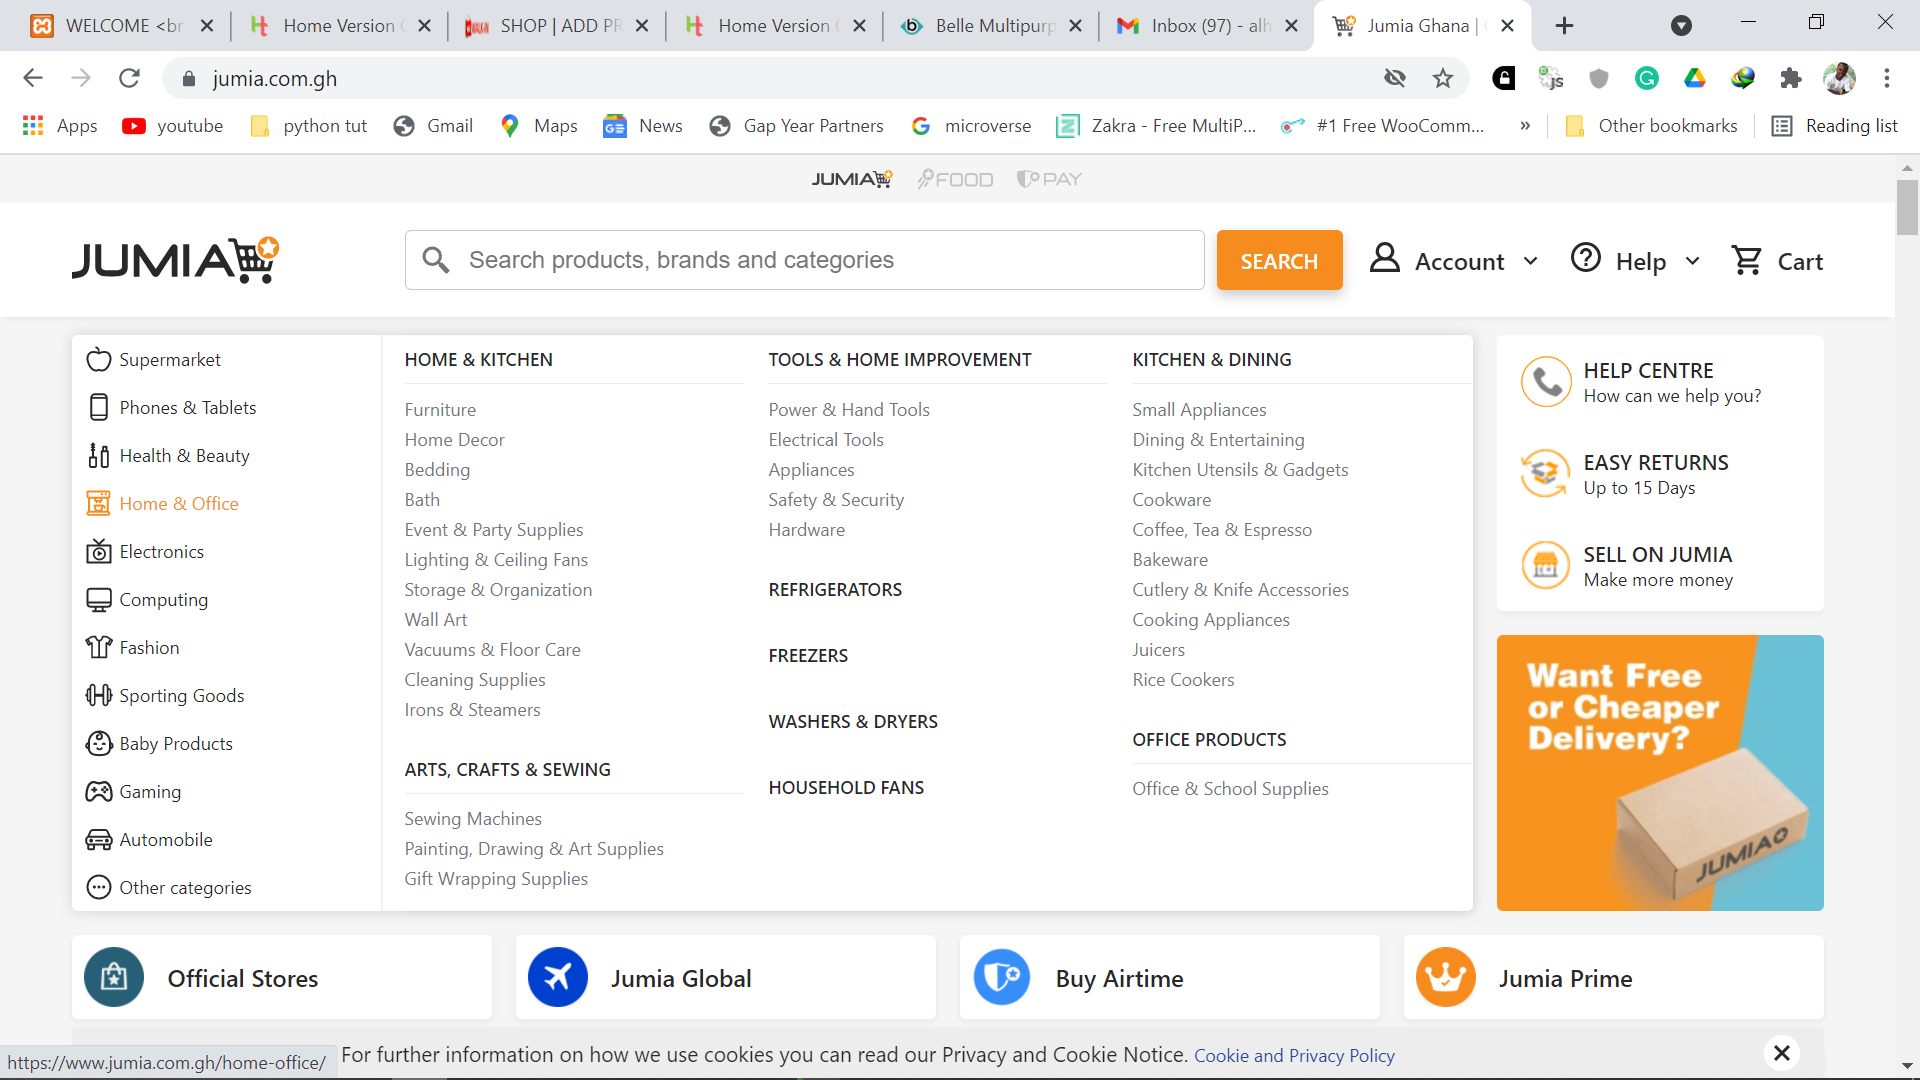 WELCOME <br
Home Version
SHOP | ADD PR
Home Version
Belle Multipurp
Inbox (97) - alh
Jumia Ghana |
jumia.com.gh
Apps
youtube
python tut
Gmail
Maps
News
Gap Year Partners
microverse
Zakra - Free MultiP...
#1 Free WooComm...
»
Other bookmarks
Reading list
JUMIA
FOOD
PAY
JUMIA
Search products, brands and categories
SEARCH
Account
Help
Cart
Supermarket
Phones & Tablets
Health & Beauty
Home & Office
Electronics
Computing
Fashion
Sporting Goods
Baby Products
Gaming
Automobile
Other categories
HOME & KITCHEN
Furniture
Home Decor
Bedding
Bath
Event & Party Supplies
Lighting & Ceiling Fans
Storage & Organization
Wall Art
Vacuums & Floor Care
Cleaning Supplies
Irons & Steamers
ARTS, CRAFTS & SEWING
Sewing Machines
Painting, Drawing & Art Supplies
Gift Wrapping Supplies
TOOLS & HOME IMPROVEMENT
Power & Hand Tools
Electrical Tools
Appliances
Safety & Security
Hardware
REFRIGERATORS
FREEZERS
WASHERS & DRYERS
HOUSEHOLD FANS
KITCHEN & DINING
Small Appliances
Dining & Entertaining
Kitchen Utensils & Gadgets
Cookware
Coffee, Tea & Espresso
Bakeware
Cutlery & Knife Accessories
Cooking Appliances
Juicers
Rice Cookers
OFFICE PRODUCTS
Office & School Supplies
HELP CENTRE
How can we help you?
EASY RETURNS
Up to 15 Days
SELL ON JUMIA
Make more money
Want Free
or Cheaper
Delivery?
JUMIA
Official Stores
Jumia Global
Buy Airtime
Jumia Prime
https://www.jumia.com.gh/home-office/
For further information on how we use cookies you can read our Privacy and Cookie Notice. Cookie and Privacy Policy